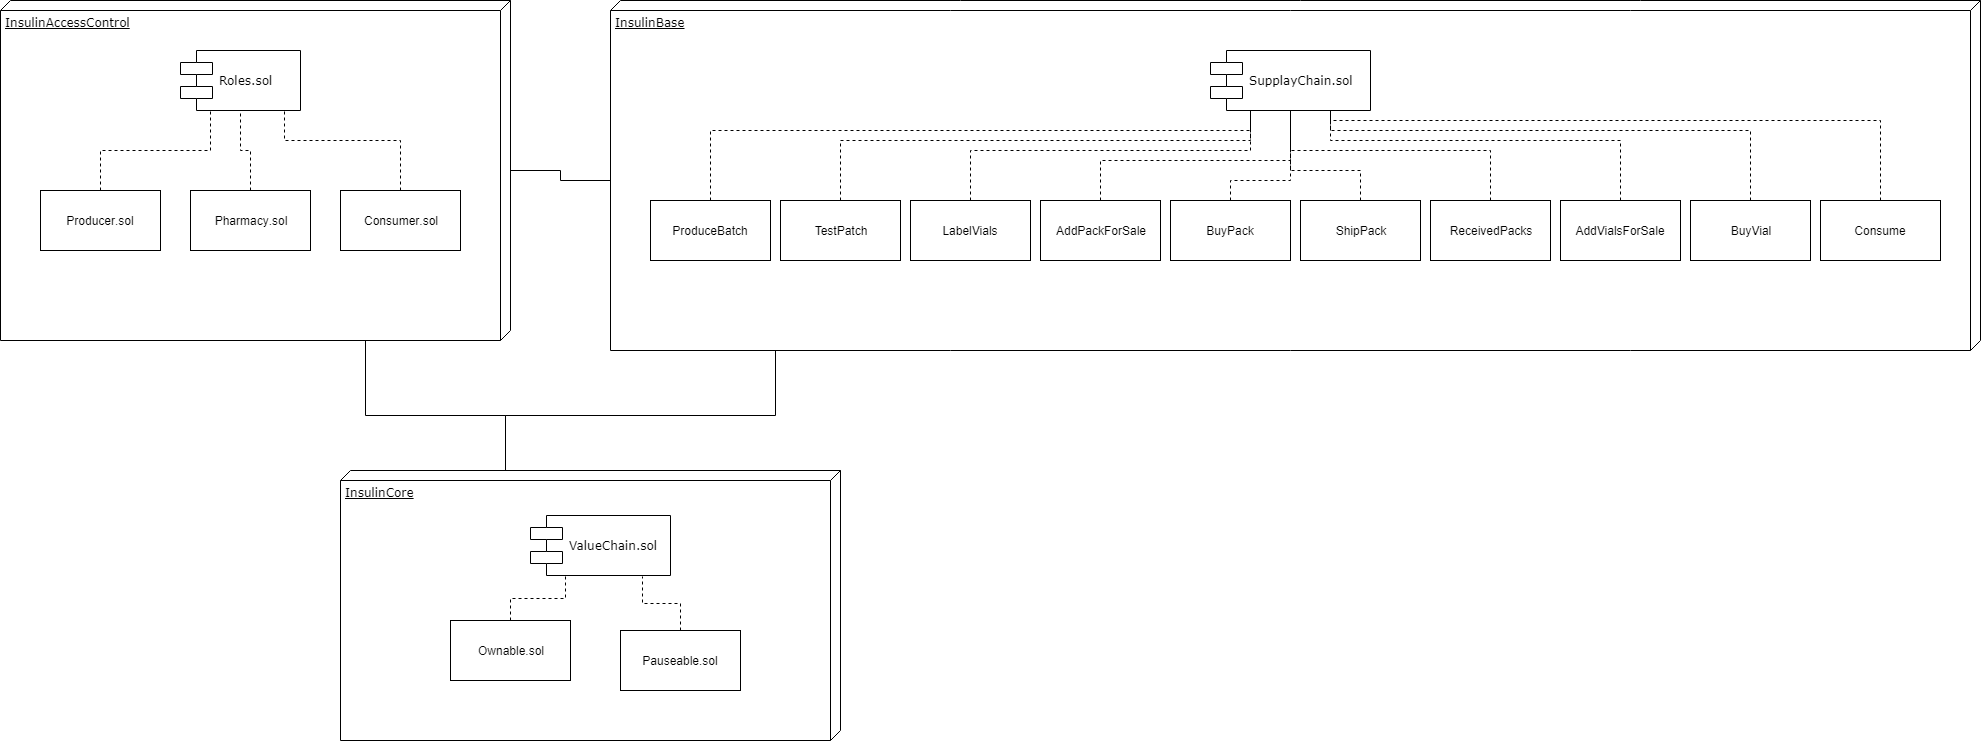 InsulinAccessControl
Roles.sol
Producer.sol
Pharmacy.sol
Consumer.sol
InsulinBase
SupplayChain.sol
ProduceBatch
TestPatch
LabelVials
AddPackForSale
BuyPack
ShipPack
ReceivedPacks
AddVialsForSale
BuyVial
Consume
InsulinCore
ValueChain.sol
Ownable.sol
Pauseable.sol